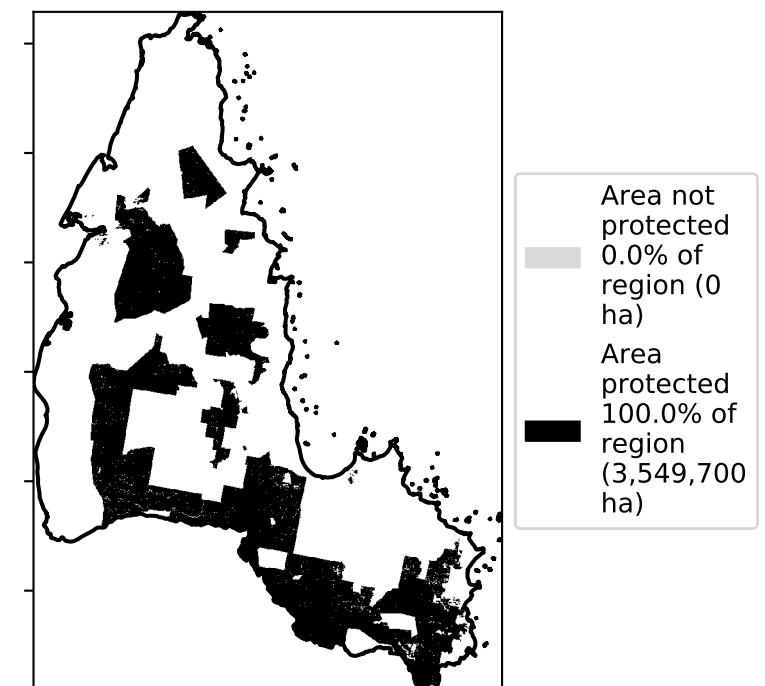 Area not
protected
0.0% of
region (0
ha)
Area
protected
100.0% of
region
(3,549,700
ha)